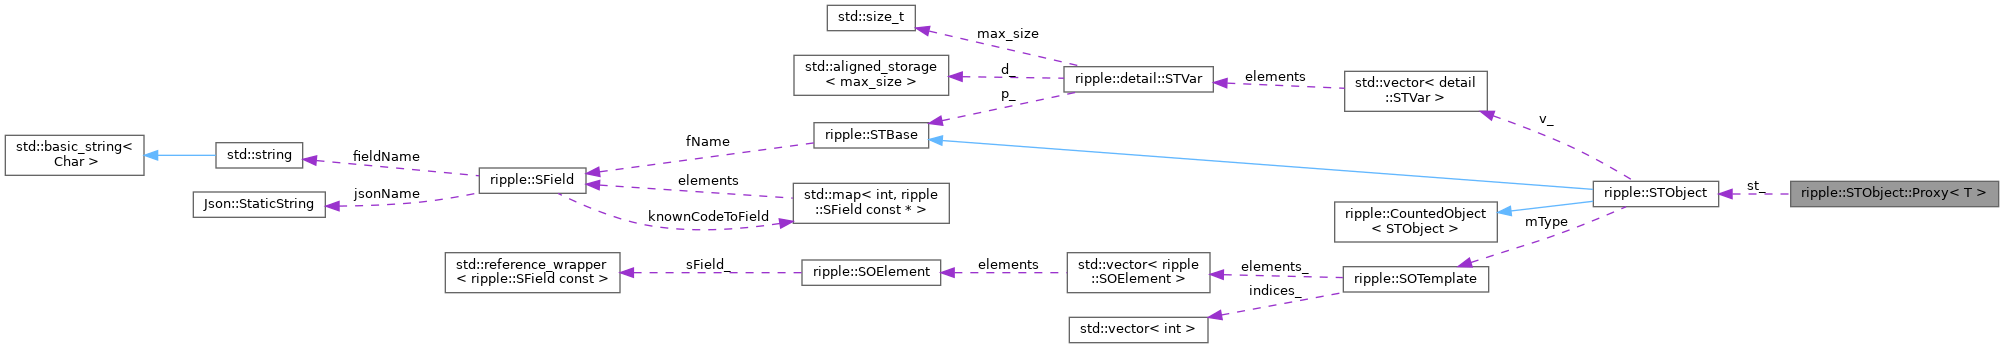 std::size_t
max_size
std::aligned_storage
< max_size >
d_
p_
ripple::detail::STVar
elements
std::vector< detail
::STVar >
v_
std::basic_string<
Char >
std::string
fieldName
jsonName
Json::StaticString
ripple::SField
fName
ripple::STBase
elements
knownCodeToField
std::map< int, ripple
::SField const * >
ripple::STObject
st_
ripple::STObject::Proxy< T >
ripple::CountedObject
< STObject >
mType
std::reference_wrapper
< ripple::SField const >
sField_
ripple::SOElement
elements
std::vector< ripple
::SOElement >
elements_
indices_
ripple::SOTemplate
std::vector< int >